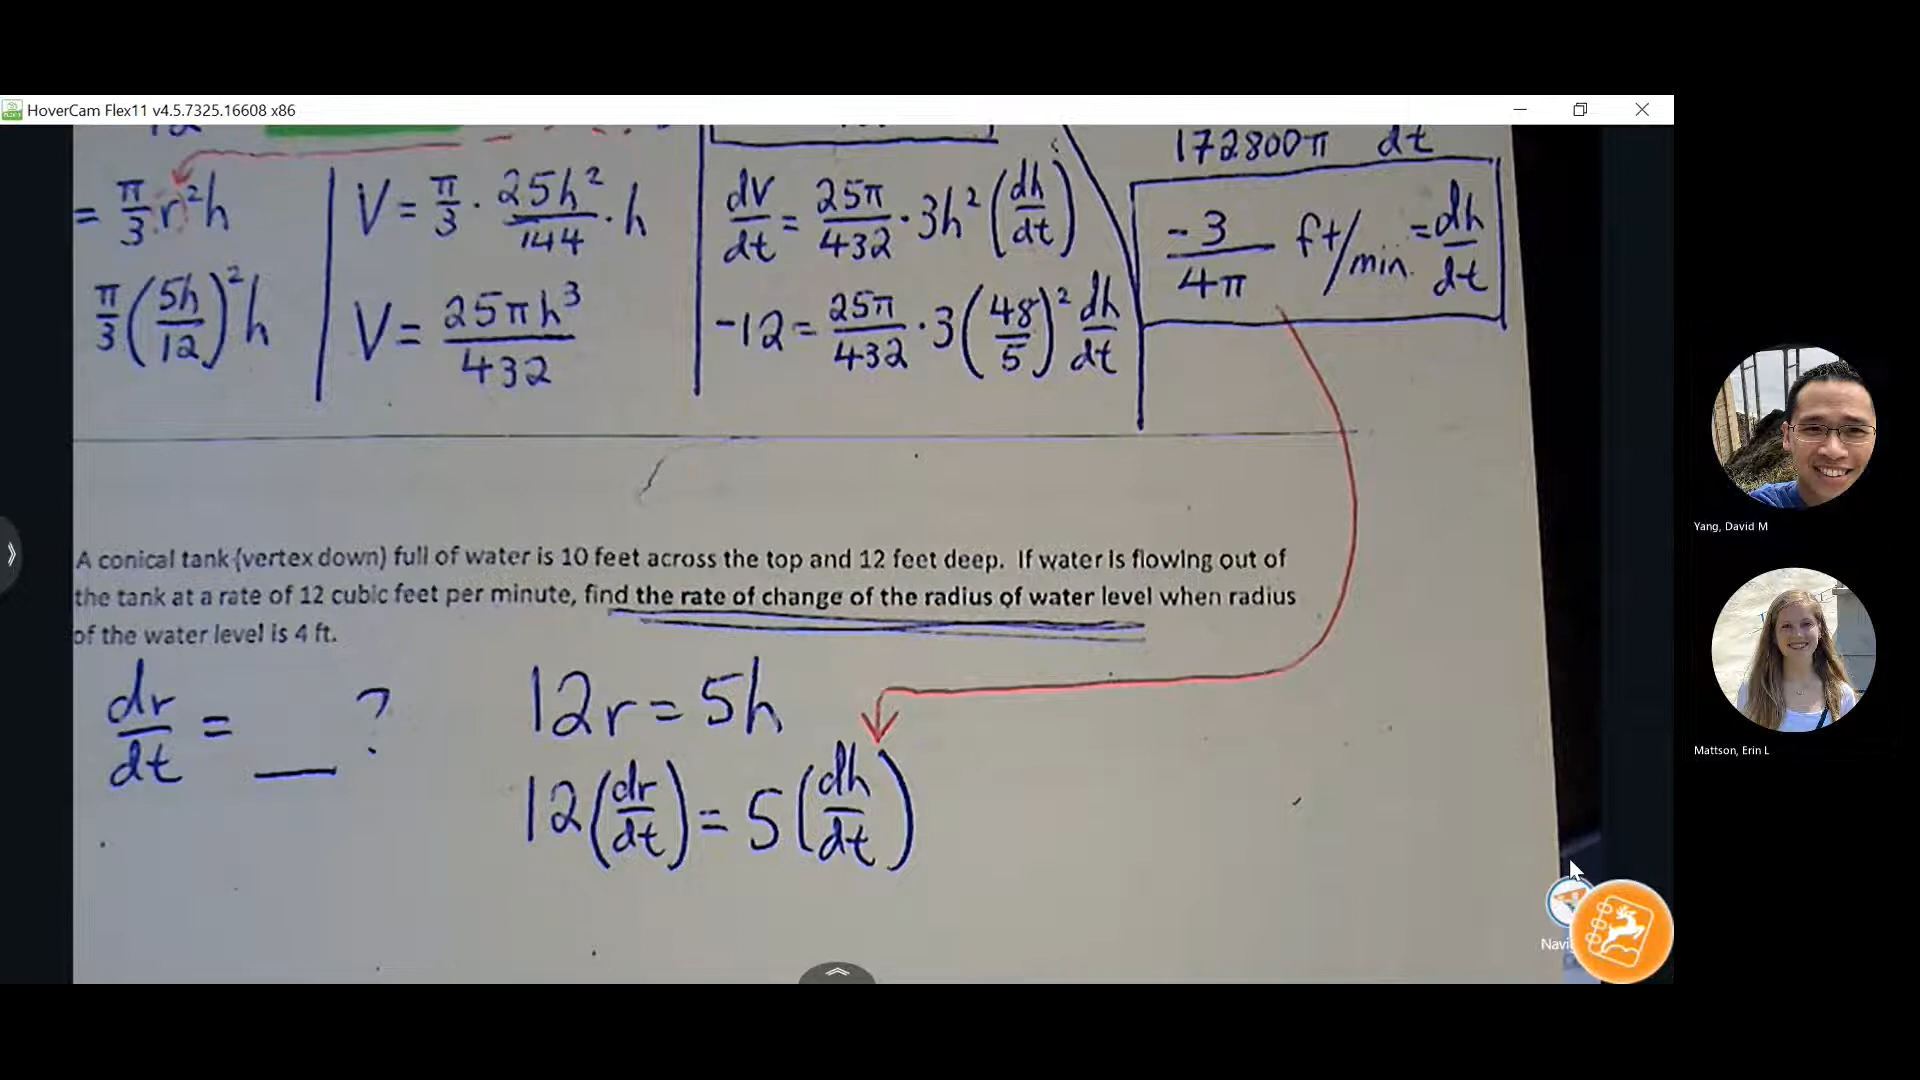 HoverCam Flex11 v4.5.7325.16608 x86
172800π dt
= π/3 r²h
π/3 (5h/12)² h
V = π/3 · 25h²/144 · h
V = 25πh³/432
dV/dt = 25π/432 · 3h² (dh/dt)
-12 = 25π/432 · 3(48/5)² dh/dt
-3/4π ft/min. = dh/dt
A conical tank (vertex down) full of water is 10 feet across the top and 12 feet deep. If water is flowing out of
the tank at a rate of 12 cubic feet per minute, find the rate of change of the radius of water level when radius
of the water level is 4 ft.
dr/dt = __ ?
12r = 5h
12(dr/dt) = 5(dh/dt)
Yang, David M
Mattson, Erin L
Navi